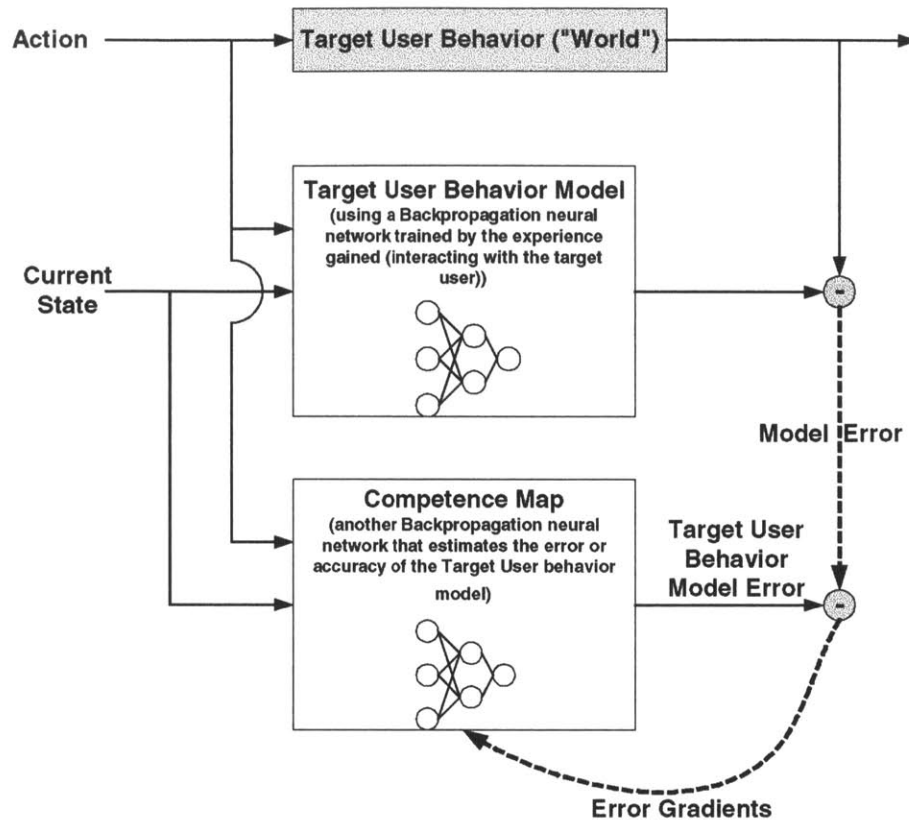 Action
Target User Behavior ("World")
Target User Behavior Model
(using a Backpropagation neural
network trained by the experience
gained (interacting with the target
user))
Current
State
-
Model Error
Competence Map
(another Backpropagation neural
network that estimates the error or
accuracy of the Target User behavior
model)
Target User
Behavior
Model Error
-
Error Gradients